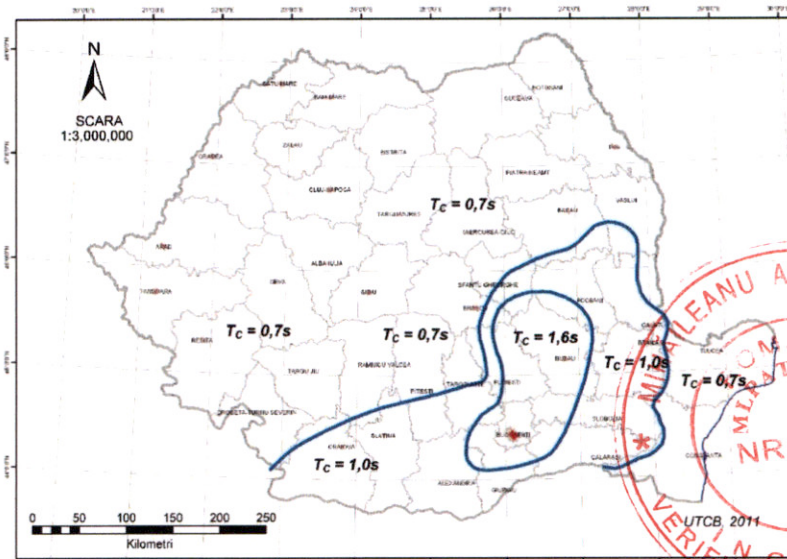 N
SCARA
1:3,000,000
SATU MARE
BAIA MARE
SUCEAVA
BOTOSANI
ORADEA
ZALAU
BISTRITA
IASI
CLUJ-NAPOCA
PIATRA NEAMT
TARGU MURES
T_C = 0,7s
BACAU
VASLUI
MIERCUREA CIUC
ARAD
ALBA IULIA
TIMISOARA
DEVA
SIBIU
SFANTU GHEORGHE
BRASOV
FOCSANI
GALATI
T_C = 0,7s
T_C = 0,7s
T_C = 1,6s
BRAILA
TULCEA
RESITA
TARGU JIU
RAMNICU VALCEA
BUZAU
T_C = 1,0s
T_C = 0,7s
PITESTI
TARGOVISTE
PLOIESTI
DROBETA-TURNU SEVERIN
SLOBOZIA
CRAIOVA
SLATINA
BUCURESTI
CALARASI
CONSTANTA
T_C = 1,0s
ALEXANDRIA
GIURGIU
0 50 100 150 200 250
Kilometri
UTCB, 2011
MIHAILEANU A
MLPAT
NR
VERI